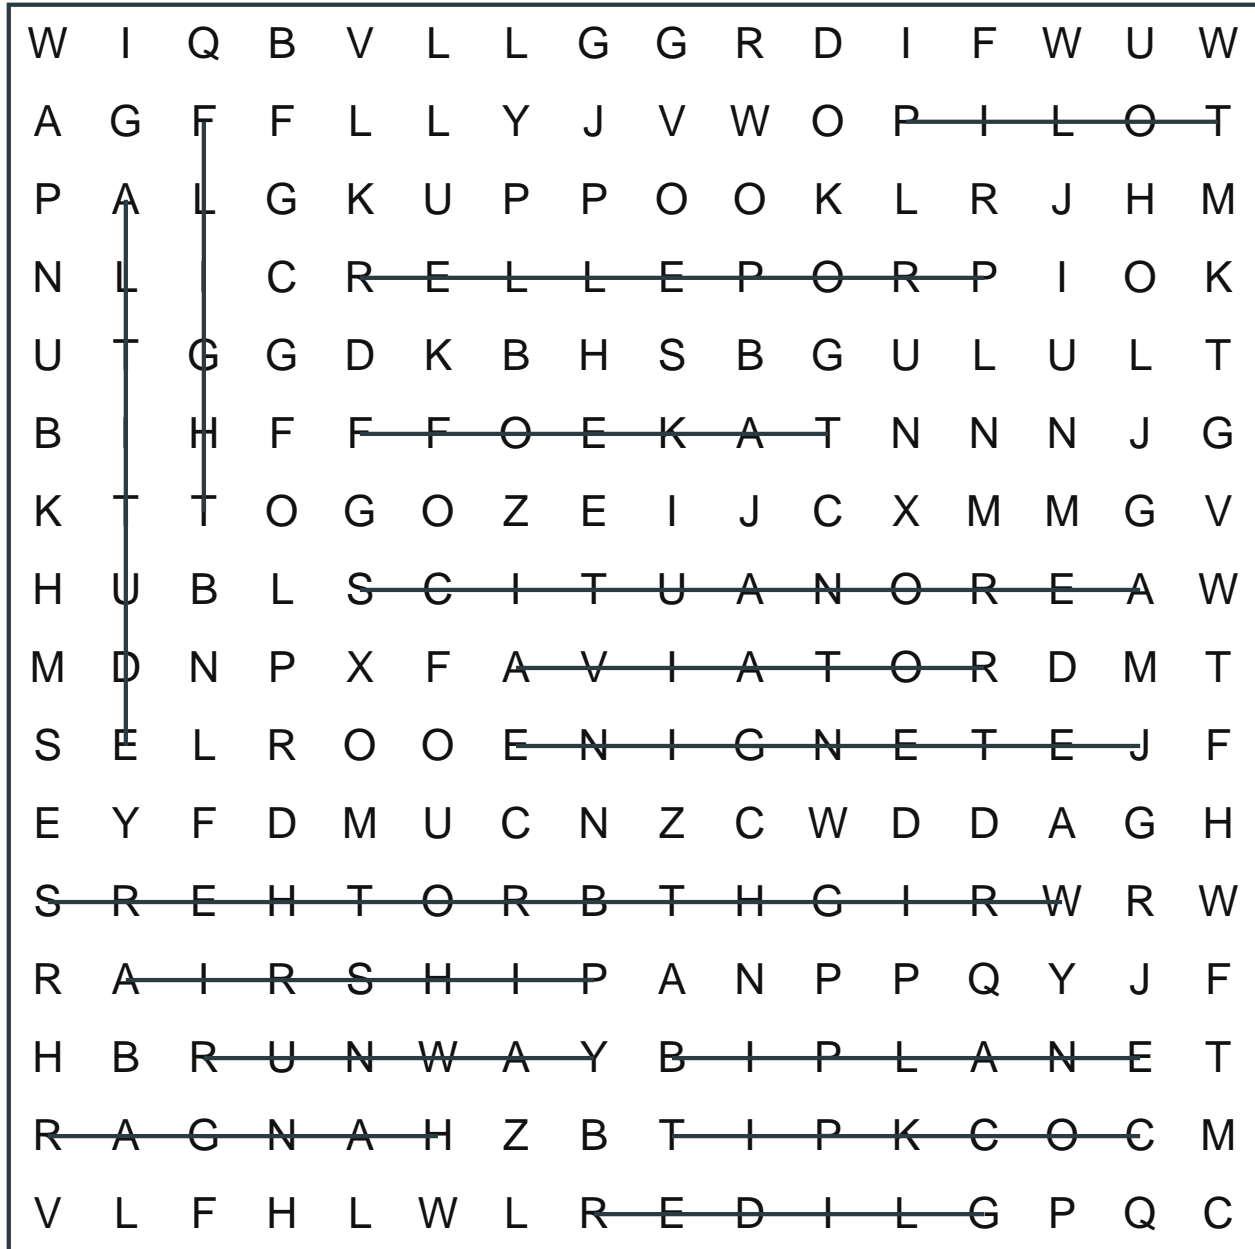 W I Q B V L L G G R D I F W U W
A G F F L L Y J V W O P I L O T
P A L G K U P P O O K L R J H M
N L I C R E L L E P O R P I O K
U T G G D K B H S B G U L U L T
B I H F F F O E K A T N N N J G
K T T O G O Z E I J C X M M G V
H U B L S C I T U A N O R E A W
M D N P X F A V I A T O R D M T
S E L R O O E N I G N E T E J F
E Y F D M U C N Z C W D D A G H
S R E H T O R B T H G I R W R W
R A I R S H I P A N P P Q Y J F
H B R U N W A Y B I P L A N E T
R A G N A H Z B T I P K C O C M
V L F H L W L R E D I L G P Q C